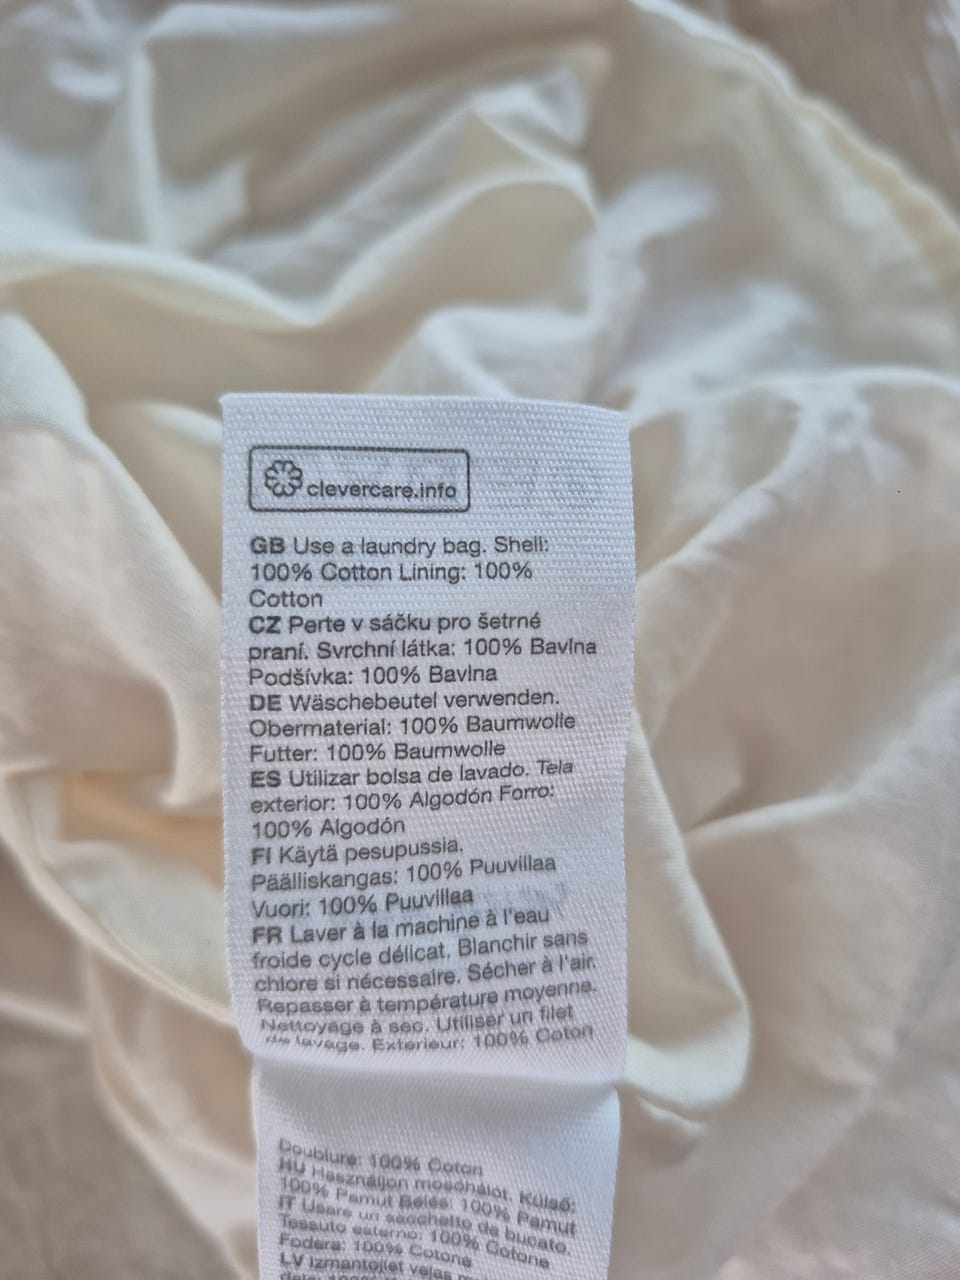 clevercare.info
GB Use a laundry bag. Shell:
100% Cotton Lining: 100%
Cotton
CZ Perte v sáčku pro šetrné
praní. Svrchní látka: 100% Bavlna
Podšívka: 100% Bavlna
DE Wäschebeutel verwenden.
Obermaterial: 100% Baumwolle
Futter: 100% Baumwolle
ES Utilizar bolsa de lavado. Tela
exterior: 100% Algodón Forro:
100% Algodón
FI Käytä pesupussia.
Päälliskangas: 100% Puuvillaa
Vuori: 100% Puuvillaa
FR Laver à la machine à l'eau
froide cycle délicat. Blanchir sans
chlore si nécessaire. Sécher à l'air.
Repasser à température moyenne.
Nettoyage à sec. Utiliser un filet
de lavage. Exterieur: 100% Coton
Doublure: 100% Coton
HU Használjon mosóhálót. Külső:
100% Pamut Bélés: 100% Pamut
IT Usare un sacchetto da bucato.
Tessuto esterno: 100% Cotone
Fodera: 100% Cotone
LV Izmantojiet veļas